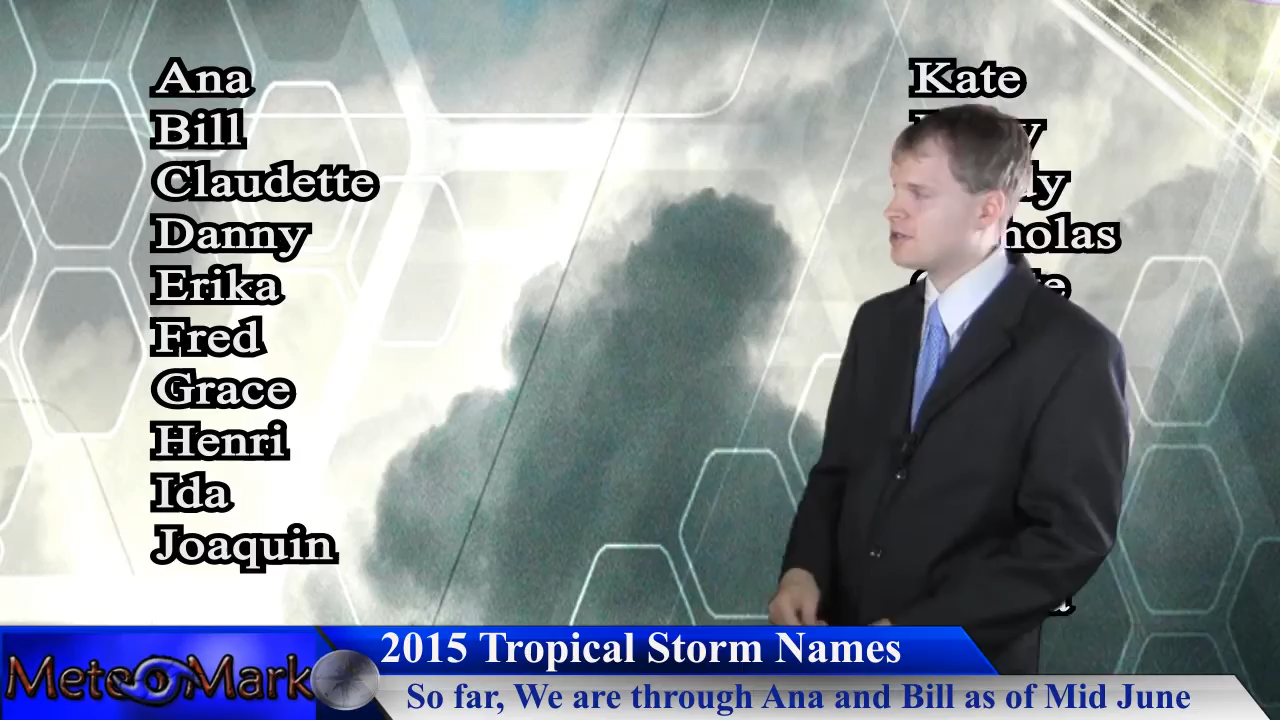 Ana
Bill
Claudette
Danny
Erika
Fred
Grace
Henri
Ida
Joaquin
Kate
MeteoMark
2015 Tropical Storm Names
So far, We are through Ana and Bill as of Mid June